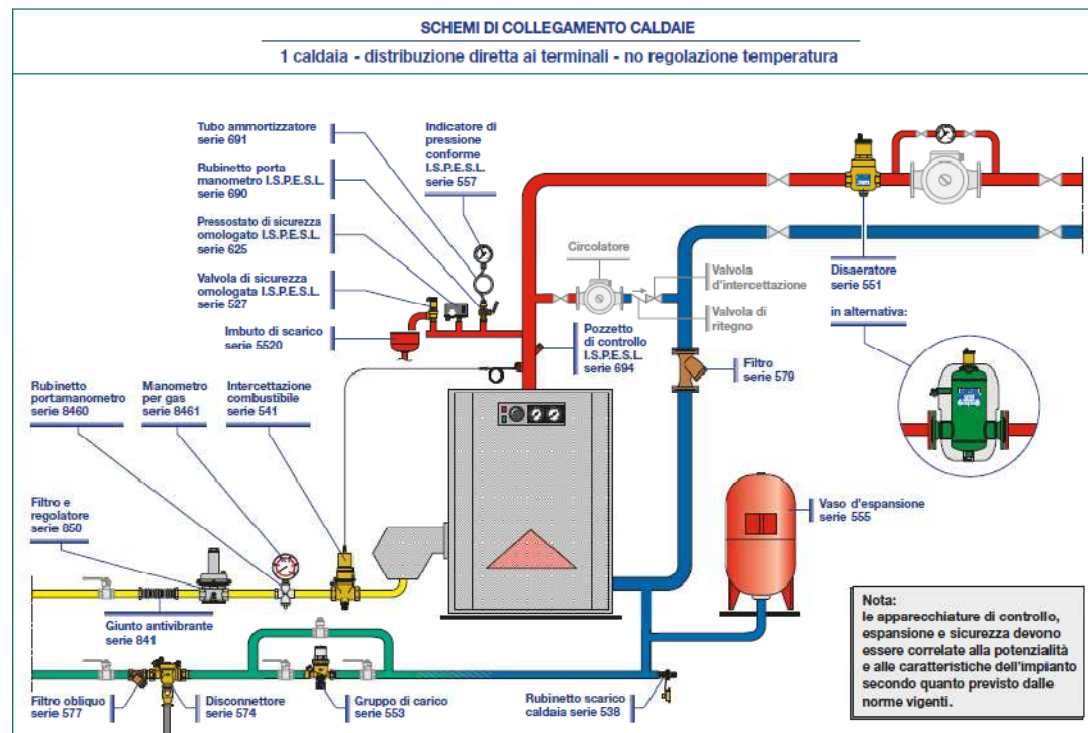 SCHEMI DI COLLEGAMENTO CALDAIE
1 caldaia - distribuzione diretta ai terminali - no regolazione temperatura
Tubo ammortizzatore
serie 691
Indicatore di
pressione
conforme
I.S.P.E.S.L.
serie 557
Rubinetto porta
manometro I.S.P.E.S.L.
serie 690
Pressostato di sicurezza
omologato I.S.P.E.S.L.
serie 625
Valvola di sicurezza
omologata I.S.P.E.S.L.
serie 527
Imbuto di scarico
serie 5520
Circolatore
Valvola
d'intercettazione
Valvola di
ritegno
Disaeratore
serie 551
in alternativa:
Pozzetto
di controllo
I.S.P.E.S.L.
serie 694
Filtro
serie 579
Rubinetto
portamanometro
serie 8460
Manometro
per gas
serie 8461
Intercettazione
combustibile
serie 541
Filtro e
regolatore
serie 850
Vaso d'espansione
serie 555
Giunto antivibrante
serie 841
Filtro obliquo
serie 577
Disconnettore
serie 574
Gruppo di carico
serie 553
Rubinetto scarico
caldaia serie 538
Nota:
le apparecchiature di controllo,
espansione e sicurezza devono
essere correlate alla potenzialità
e alle caratteristiche dell'impianto
secondo quanto previsto dalle
norme vigenti.